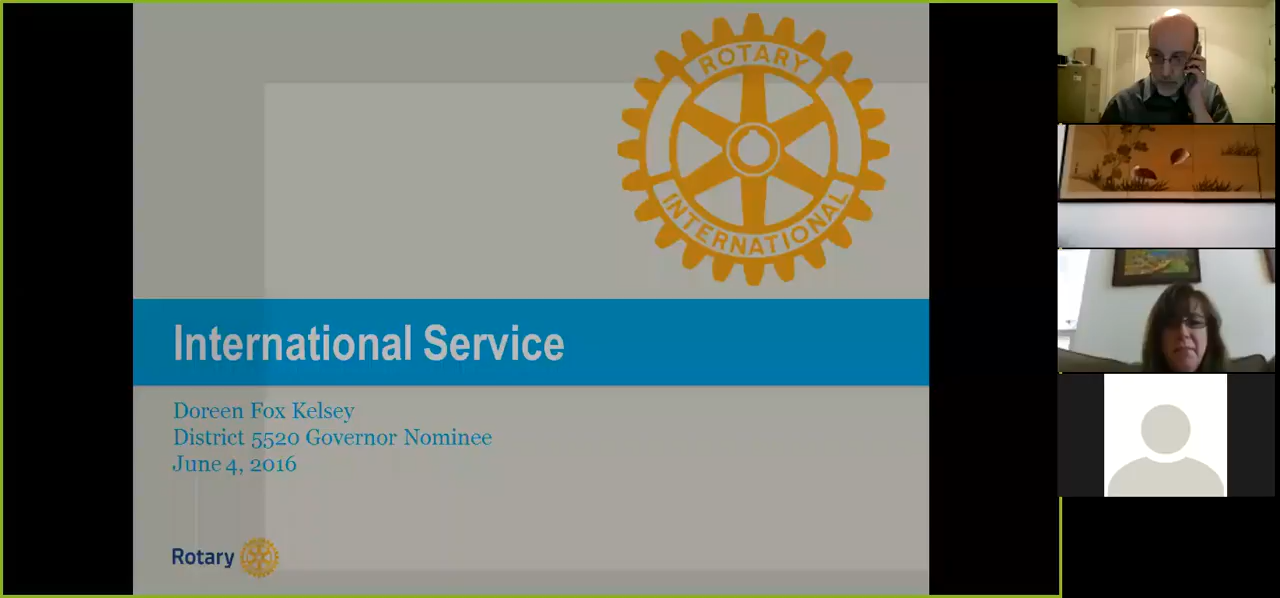 ROTARY
INTERNATIONAL
International Service
Doreen Fox Kelsey
District 5520 Governor Nominee
June 4, 2016
Rotary